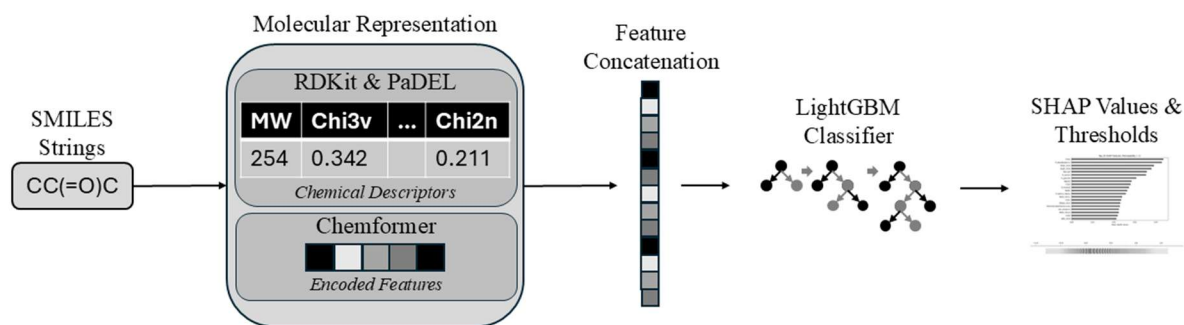 Molecular Representation
SMILES
Strings
CC(=O)C
RDKit & PaDEL
MW Chi3v ... Chi2n
254 0.342 0.211
Chemical Descriptors
Chemformer
Encoded Features
Feature
Concatenation
LightGBM
Classifier
SHAP Values &
Thresholds